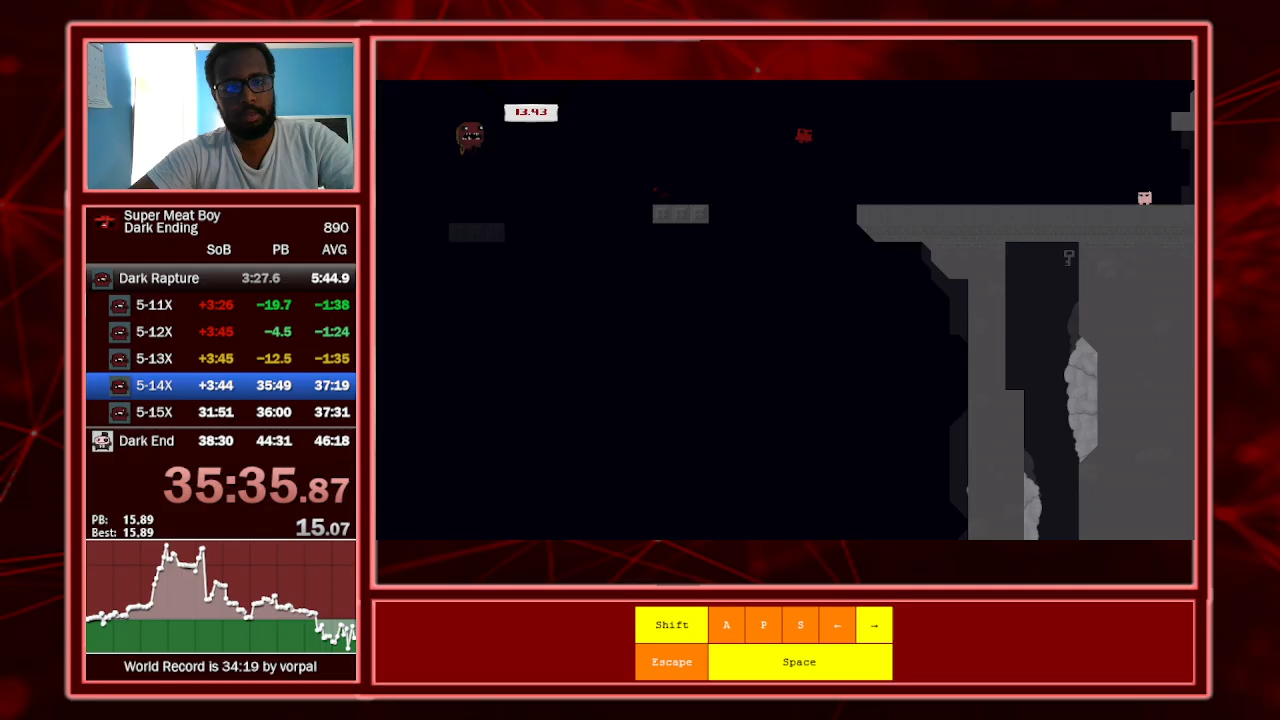 13.43
Super Meat Boy
Dark Ending 890
SoB PB AVG
Dark Rapture 3:27.6 5:44.9
5-11X +3:26 −19.7 −1:38
5-12X +3:45 −4.5 −1:24
5-13X +3:45 −12.5 −1:35
5-14X +3:44 35:49 37:19
5-15X 31:51 36:00 37:31
Dark End 38:30 44:31 46:18
35:35.87
PB: 15.89
Best: 15.89
15.07
World Record is 34:19 by vorpal
Shift A P S ← →
Escape Space